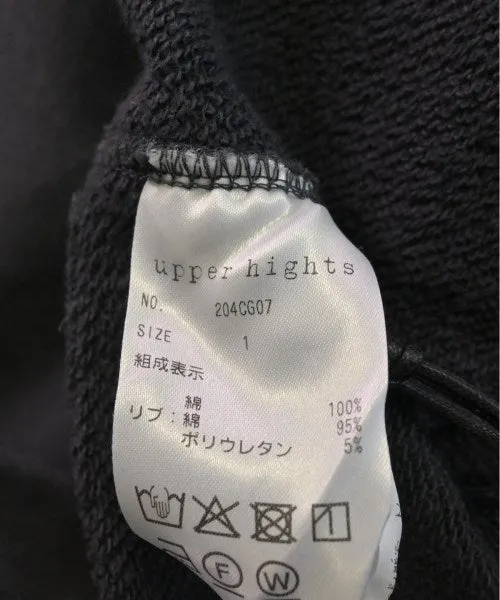 upper hights
NO. 204CG07
SIZE 1
組成表示
綿 100%
リブ:綿 95%
ポリウレタン 5%
F W